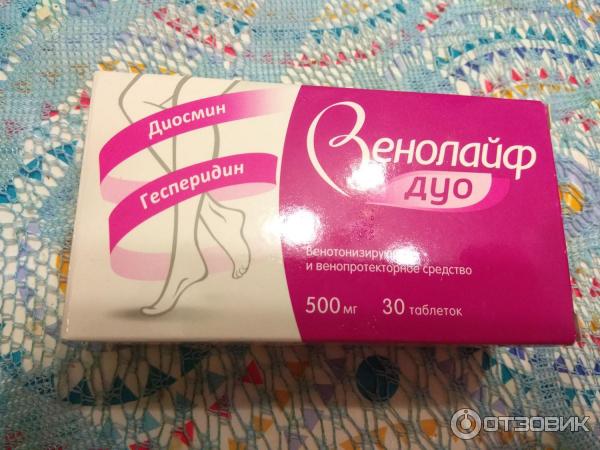 Диосмин
Гесперидин
Венолайф
дуо
и венопротекторное средство
500 мг 30 таблеток
ОТЗОВИК